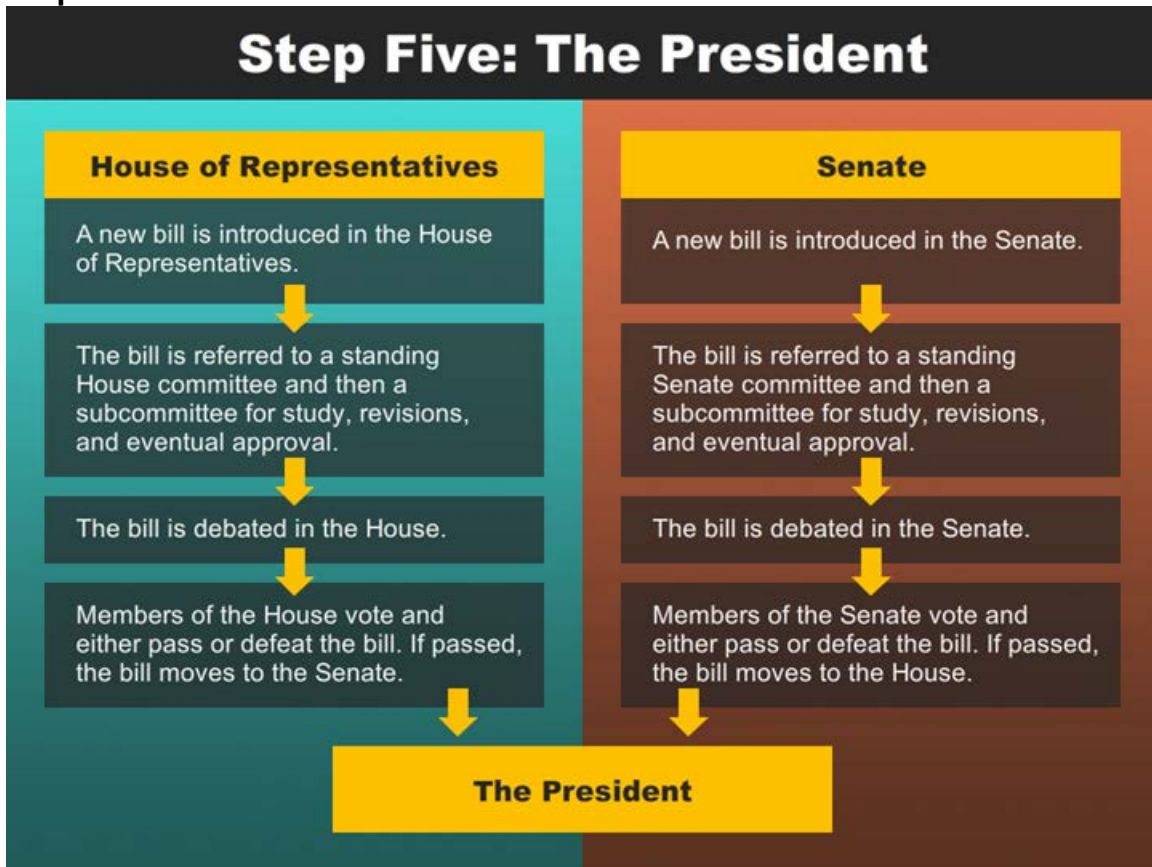 Step Five: The President
House of Representatives
A new bill is introduced in the House
of Representatives.
The bill is referred to a standing
House committee and then a
subcommittee for study, revisions,
and eventual approval.
The bill is debated in the House.
Members of the House vote and
either pass or defeat the bill. If passed,
the bill moves to the Senate.
Senate
A new bill is introduced in the Senate.
The bill is referred to a standing
Senate committee and then a
subcommittee for study, revisions,
and eventual approval.
The bill is debated in the Senate.
Members of the Senate vote and
either pass or defeat the bill. If passed,
the bill moves to the House.
The President